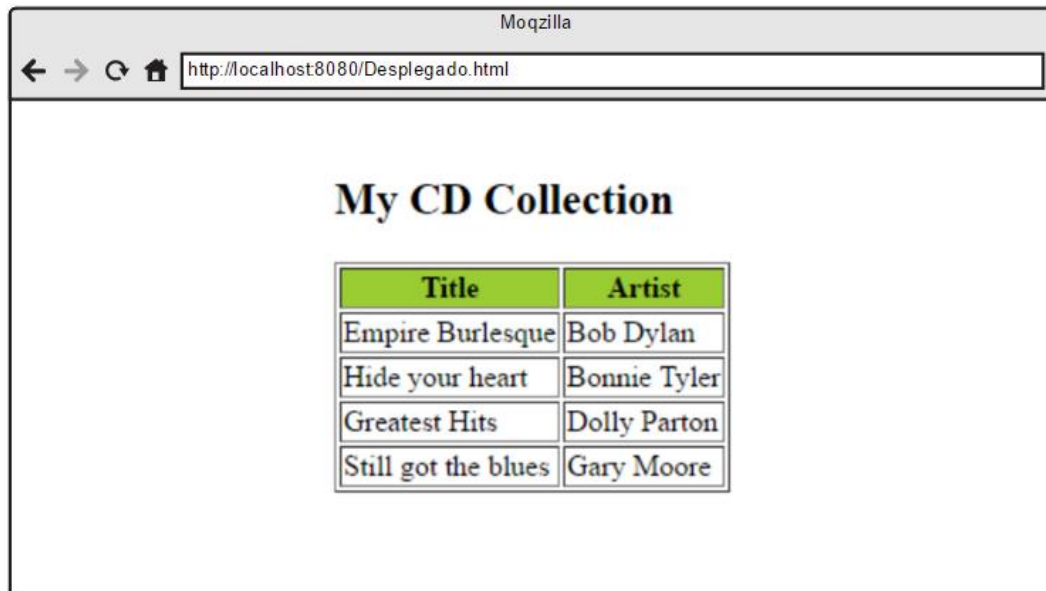 Moqzilla
http://localhost:8080/Desplegado.html
My CD Collection
Title Artist
Empire Burlesque Bob Dylan
Hide your heart Bonnie Tyler
Greatest Hits Dolly Parton
Still got the blues Gary Moore